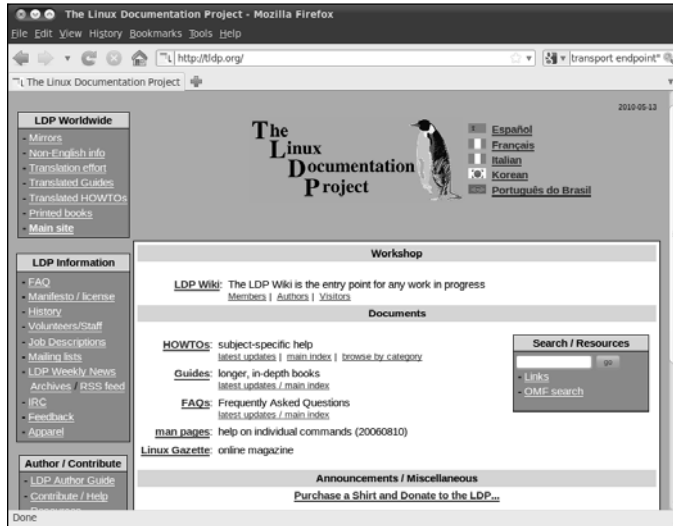 The Linux Documentation Project - Mozilla Firefox
File Edit View History Bookmarks Tools Help
http://tldp.org/
transport endpoint"
The Linux Documentation Project
2010-05-13
LDP Worldwide
- Mirrors
- Non-English info
- Translation effort
- Translated Guides
- Translated HOWTOs
- Printed books
- Main site
The
Linux
Documentation
Project
Español
Français
Italian
Korean
Português do Brasil
LDP Information
- FAQ
- Manifesto / license
- History
- Volunteers/Staff
- Job Descriptions
- Mailing lists
- LDP Weekly News
Archives / RSS feed
- IRC
- Feedback
- Apparel
Author / Contribute
- LDP Author Guide
- Contribute / Help
Workshop
LDP Wiki: The LDP Wiki is the entry point for any work in progress
Members | Authors | Visitors
Documents
HOWTOs: subject-specific help
latest updates | main index | browse by category
Guides: longer, in-depth books
latest updates / main index
FAQs: Frequently Asked Questions
latest updates / main index
man pages: help on individual commands (20060810)
Linux Gazette: online magazine
Search / Resources
go
- Links
- OMF search
Announcements / Miscellaneous
Purchase a Shirt and Donate to the LDP...
Done